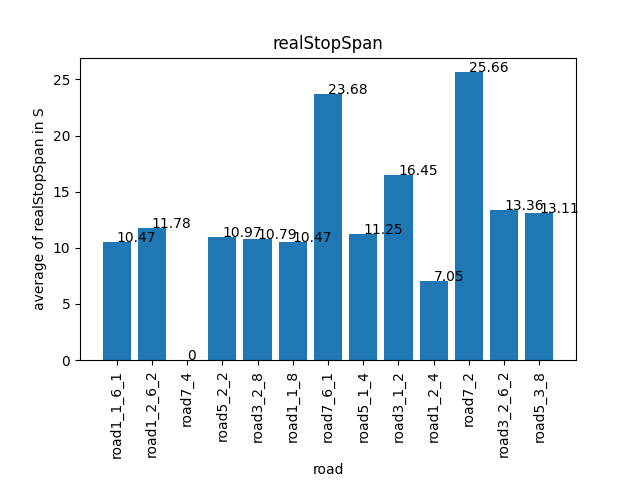 realStopSpan
average of realStopSpan in S
25
20
15
10
5
0
10.47
11.78
0
10.97
10.79
10.47
23.68
11.25
16.45
7.05
25.66
13.36
13.11
road1_1_6_1
road1_2_6_2
road7_4
road5_2_2
road3_2_8
road1_1_8
road7_6_1
road5_1_4
road3_1_2
road1_2_4
road7_2
road3_2_6_2
road5_3_8
road